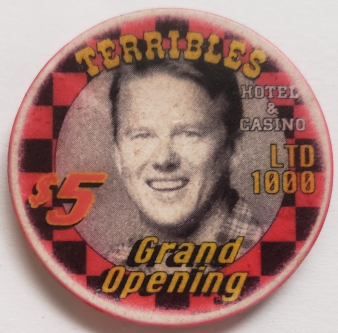 TERRIBLES
HOTEL
&
CASINO
LTD
1000
$5
Grand
Opening